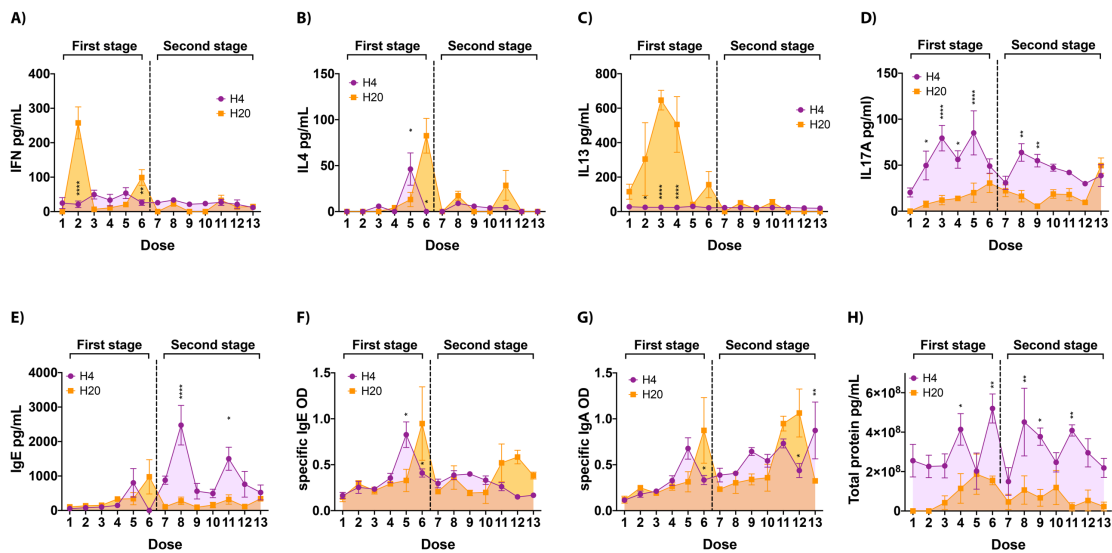 A)
First stage Second stage
IFN pg/mL
400
300
200
100
0
H4
H20
****
**
1 2 3 4 5 6 7 8 9 10 11 12 13
Dose
B)
First stage Second stage
IL4 pg/mL
150
100
50
0
H4
H20
*
*
1 2 3 4 5 6 7 8 9 10 11 12 13
Dose
C)
First stage Second stage
IL13 pg/mL
800
600
400
200
0
H4
H20
*
****
****
1 2 3 4 5 6 7 8 9 10 11 12 13
Dose
D)
First stage Second stage
IL17A pg/ml)
150
100
50
0
H4
H20
*
****
*
****
**
**
1 2 3 4 5 6 7 8 9 10 11 12 13
Dose
E)
First stage Second stage
IgE pg/mL
4000
3000
2000
1000
0
H4
H20
****
*
1 2 3 4 5 6 7 8 9 10 11 12 13
Dose
F)
First stage Second stage
specific IgE OD
1.5
1.0
0.5
0.0
H4
H20
*
*
1 2 3 4 5 6 7 8 9 10 11 12 13
Dose
G)
First stage Second stage
specific IgA OD
1.5
1.0
0.5
0.0
H4
H20
*
*
**
1 2 3 4 5 6 7 8 9 10 11 12 13
Dose
H)
First stage Second stage
Total protein pg/mL
6×10⁸
4×10⁸
2×10⁸
0
H4
H20
*
**
**
*
**
1 2 3 4 5 6 7 8 9 10 11 12 13
Dose